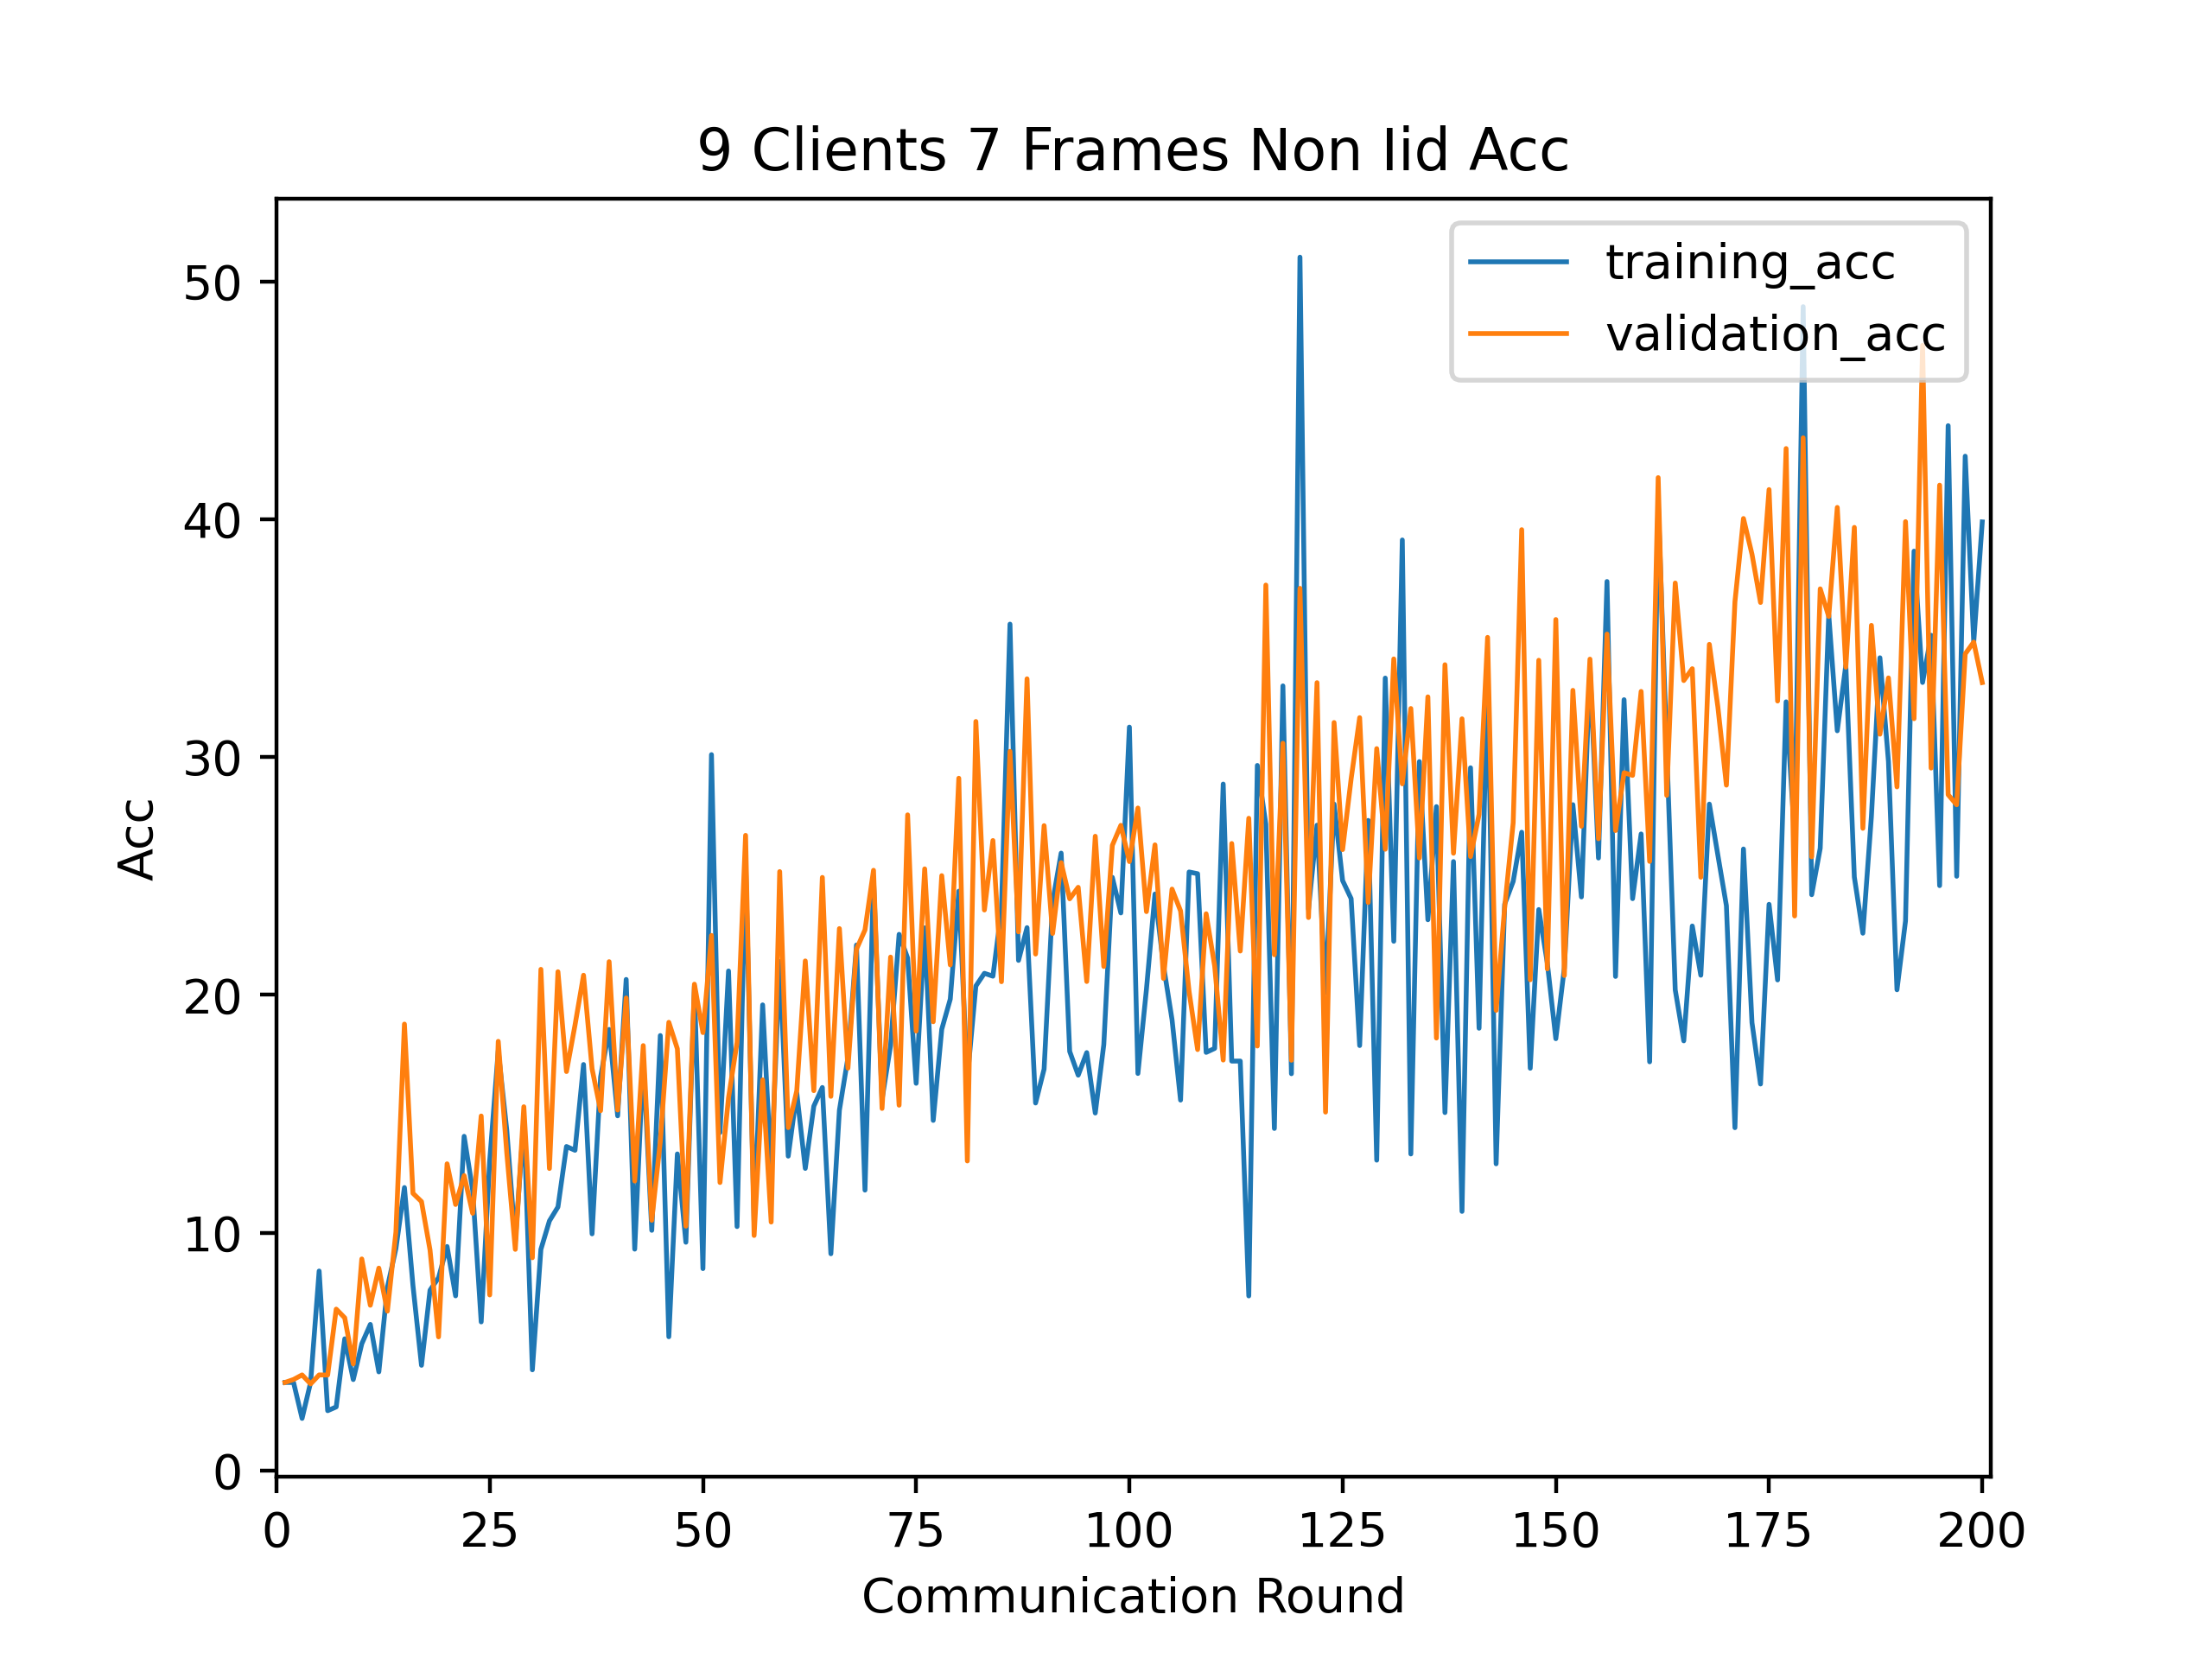 9 Clients 7 Frames Non Iid Acc
training_acc
validation_acc
50
40
30
20
10
0
Acc
0 25 50 75 100 125 150 175 200
Communication Round